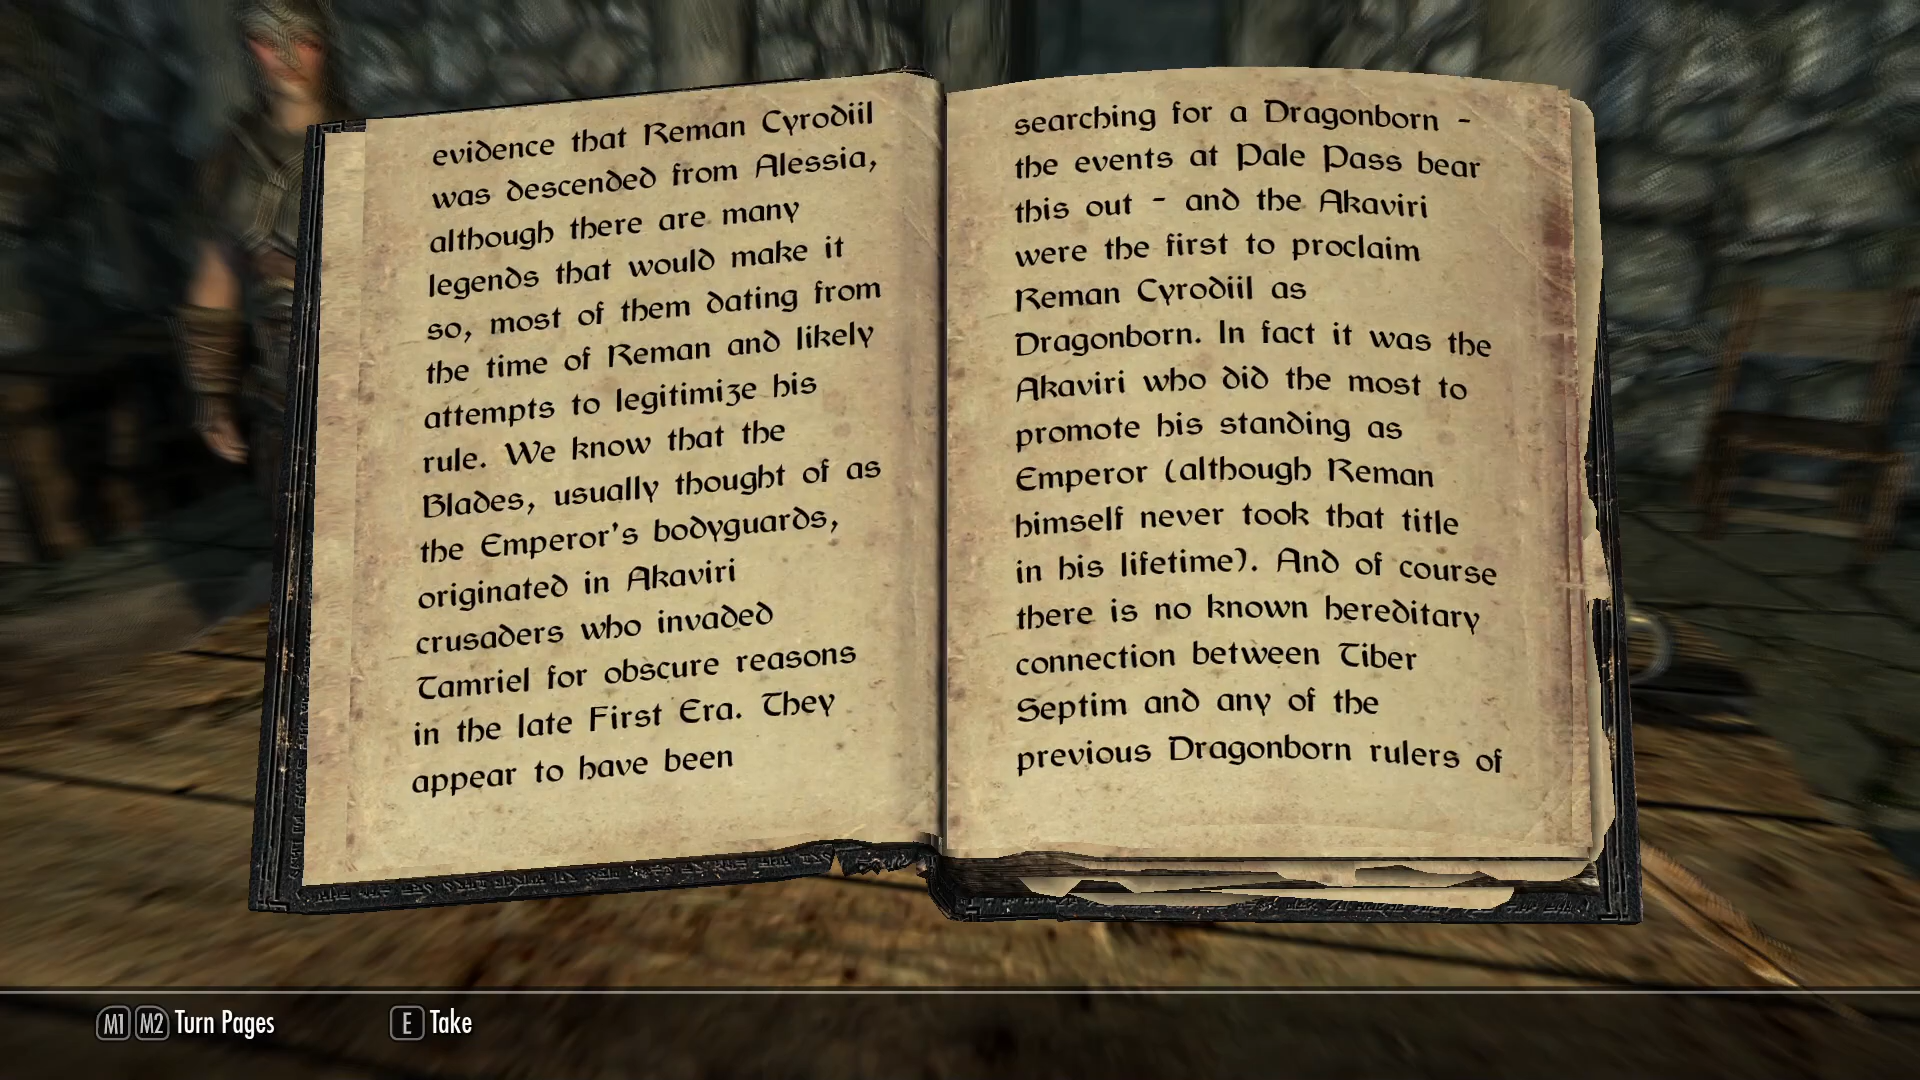 evidence that Reman Cyrodiil
was descended from Alessia,
although there are many
legends that would make it
so, most of them dating from
the time of Reman and likely
attempts to legitimize his
rule. We know that the
Blades, usually thought of as
the Emperor's bodyguards,
originated in Akaviri
crusaders who invaded
Tamriel for obscure reasons
in the late First Era. They
appear to have been
searching for a Dragonborn -
the events at Pale Pass bear
this out - and the Akaviri
were the first to proclaim
Reman Cyrodiil as
Dragonborn. In fact it was the
Akaviri who did the most to
promote his standing as
Emperor (although Reman
himself never took that title
in his lifetime). And of course
there is no known hereditary
connection between Tiber
Septim and any of the
previous Dragonborn rulers of
M1 M2 Turn Pages
E Take